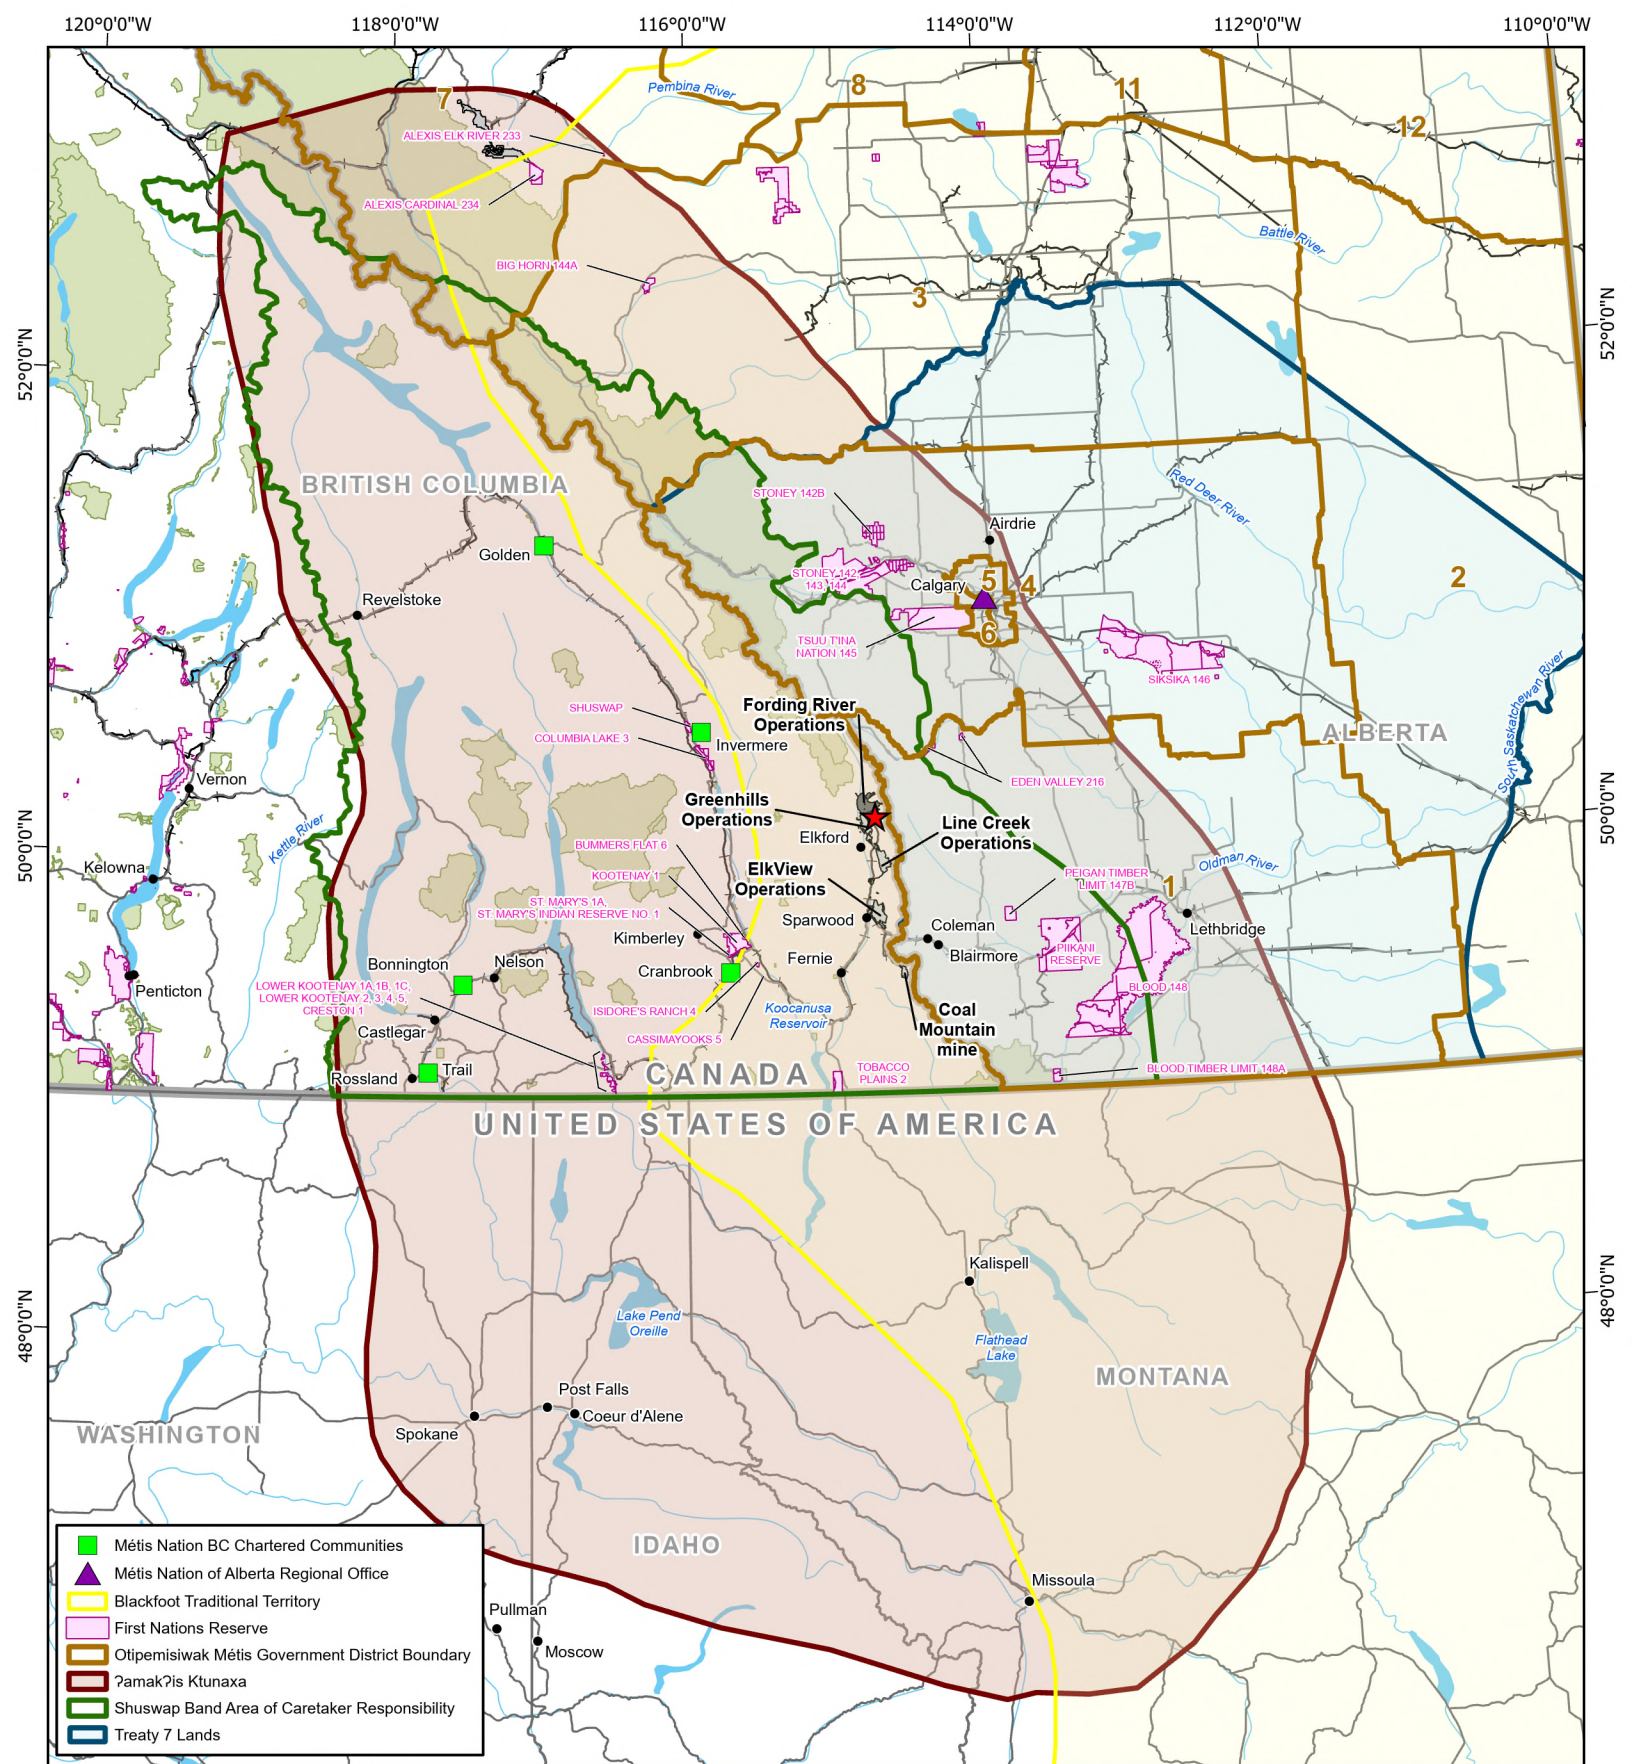 120°0'0"W
118°0'0"W
116°0'0"W
114°0'0"W
112°0'0"W
110°0'0"W
7
8
11
12
Pembina River
ALEXIS ELK RIVER 233
ALEXIS CARDINAL 234
Battle River
BIG HORN 144A
3
52°0'0"N
52°0'0"N
BRITISH COLUMBIA
STONEY 142B
Red Deer River
Airdrie
Golden
STONEY 142,
143, 144
Calgary
5
4
2
Revelstoke
6
TSUU T'INA
NATION 145
SIKSIKA 146
South Saskatchewan River
SHUSWAP
Fording River
Operations
COLUMBIA LAKE 3
Invermere
ALBERTA
Vernon
EDEN VALLEY 216
Greenhills
Operations
50°0'0"N
50°0'0"N
Kettle River
Line Creek
Operations
Elkford
BUMMERS FLAT 6
Oldman River
Kelowna
KOOTENAY 1
ElkView
Operations
PEIGAN TIMBER
LIMIT 147B
1
ST. MARY'S 1A,
ST. MARY'S INDIAN RESERVE NO. 1
Sparwood
Coleman
Lethbridge
Kimberley
Blairmore
PIIKANI
RESERVE
Bonnington
Nelson
Cranbrook
Fernie
Penticton
LOWER KOOTENAY 1A,1B, 1C,
LOWER KOOTENAY 2, 3, 4, 5,
CRESTON 1
BLOOD 148
ISIDORE'S RANCH 4
Koocanusa
Reservoir
Coal
Mountain
mine
Castlegar
CASSIMAYOOKS 5
Rossland
Trail
CANADA
TOBACCO
PLAINS 2
BLOOD TIMBER LIMIT 148A
UNITED STATES OF AMERICA
Kalispell
48°0'0"N
48°0'0"N
Lake Pend
Oreille
Flathead
Lake
MONTANA
Post Falls
Coeur d'Alene
Spokane
WASHINGTON
IDAHO
Missoula
Pullman
Moscow
Métis Nation BC Chartered Communities
Métis Nation of Alberta Regional Office
Blackfoot Traditional Territory
First Nations Reserve
Otipemisiwak Métis Government District Boundary
ʔamakʔis Ktunaxa
Shuswap Band Area of Caretaker Responsibility
Treaty 7 Lands